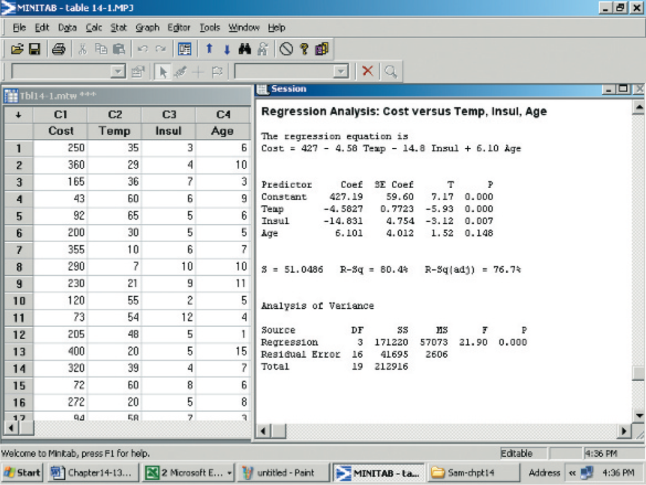 MINITAB - table 14-1.MPJ
File Edit Data Calc Stat Graph Editor Tools Window Help
Tbl14-1.mtw ***
↓ C1 C2 C3 C4
Cost Temp Insul Age
1 250 35 3 6
2 360 29 4 10
3 165 36 7 3
4 43 60 6 9
5 92 65 5 6
6 200 30 5 5
7 355 10 6 7
8 290 7 10 10
9 230 21 9 11
10 120 55 2 5
11 73 54 12 4
12 205 48 5 1
13 400 20 5 15
14 320 39 4 7
15 72 60 8 6
16 272 20 5 8
17 94 58 7 3
Session
Regression Analysis: Cost versus Temp, Insul, Age
The regression equation is
Cost = 427 - 4.58 Temp - 14.8 Insul + 6.10 Age
Predictor Coef SE Coef T P
Constant 427.19 59.60 7.17 0.000
Temp -4.5827 0.7723 -5.93 0.000
Insul -14.831 4.754 -3.12 0.007
Age 6.101 4.012 1.52 0.148
S = 51.0486 R-Sq = 80.4% R-Sq(adj) = 76.7%
Analysis of Variance
Source DF SS MS F P
Regression 3 171220 57073 21.90 0.000
Residual Error 16 41695 2606
Total 19 212916
Welcome to Minitab, press F1 for help.
Editable
4:36 PM
Start
Chapter14-13...
2 Microsoft E...
untitled - Paint
MINITAB - ta...
Sam-chpt14
Address
4:36 PM